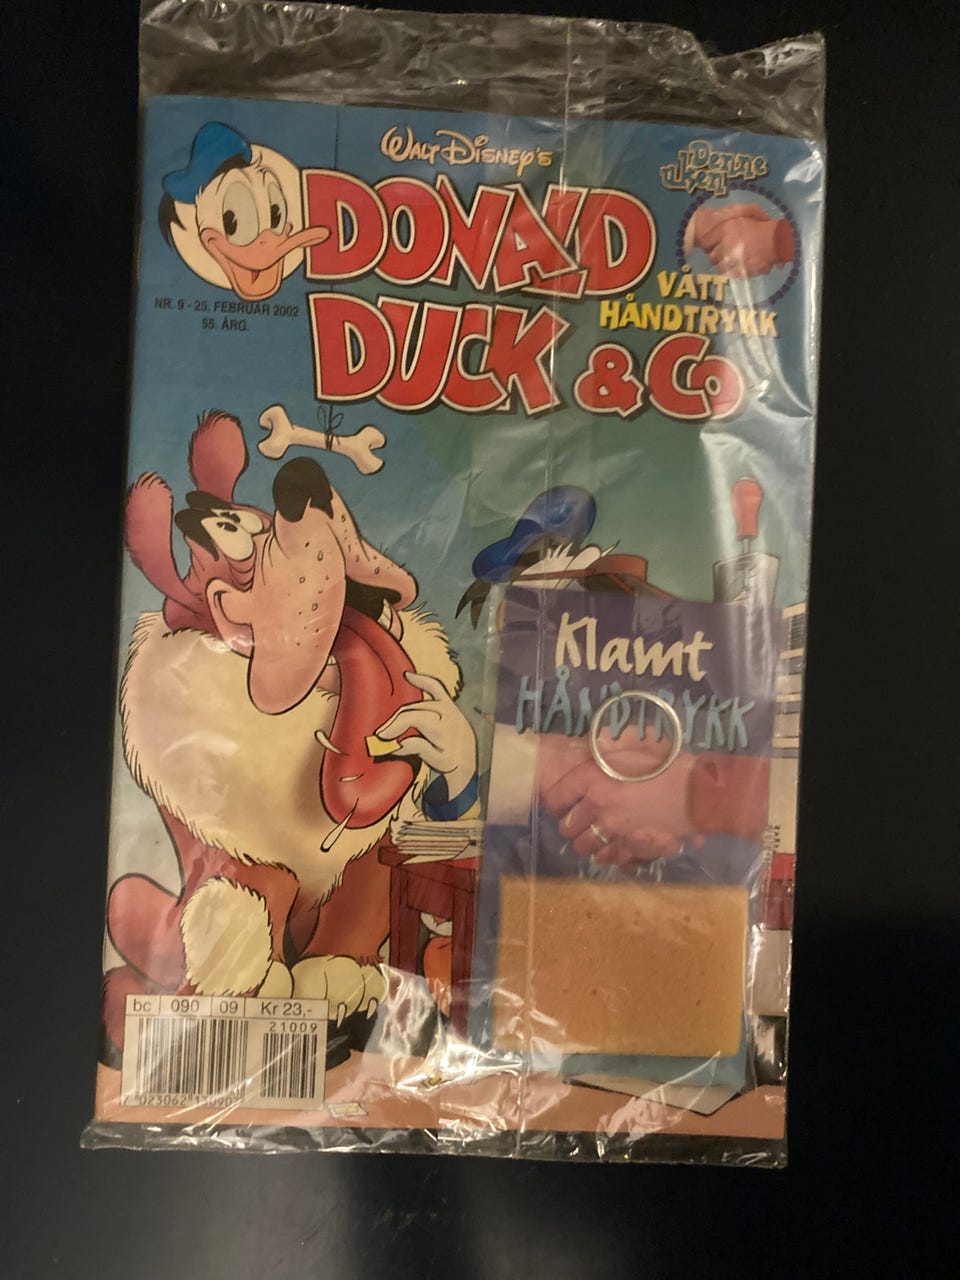 WALT DISNEY'S
Denne
uken
DONALD
DUCK & Co
VÅTT
HÅNDTRYKK
NR. 9 - 25. FEBRUAR 2002
55. ÅRG.
Klamt
HÅNDTRYKK
bc 090 09 Kr 23,-
21009